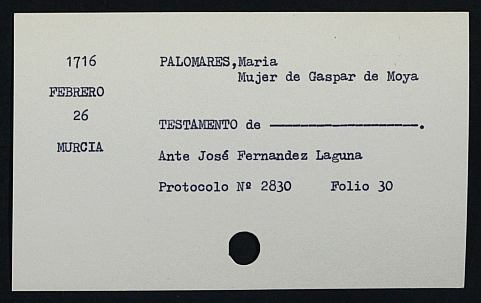 1716
FEBRERO
26
MURCIA
PALOMARES,Maria
Mujer de Gaspar de Moya
TESTAMENTO de ———————————————.
Ante José Fernandez Laguna
Protocolo Nº 2830 Folio 30